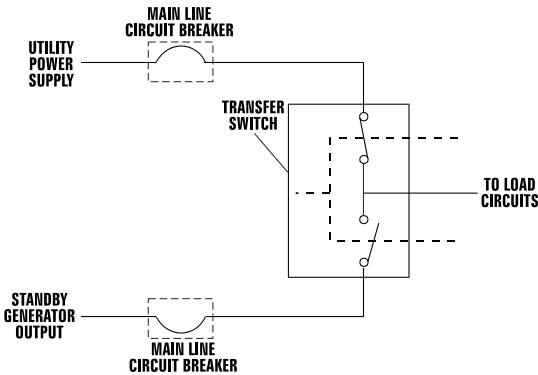 MAIN LINE
CIRCUIT BREAKER
UTILITY
POWER
SUPPLY
TRANSFER
SWITCH
TO LOAD
CIRCUITS
STANDBY
GENERATOR
OUTPUT
MAIN LINE
CIRCUIT BREAKER